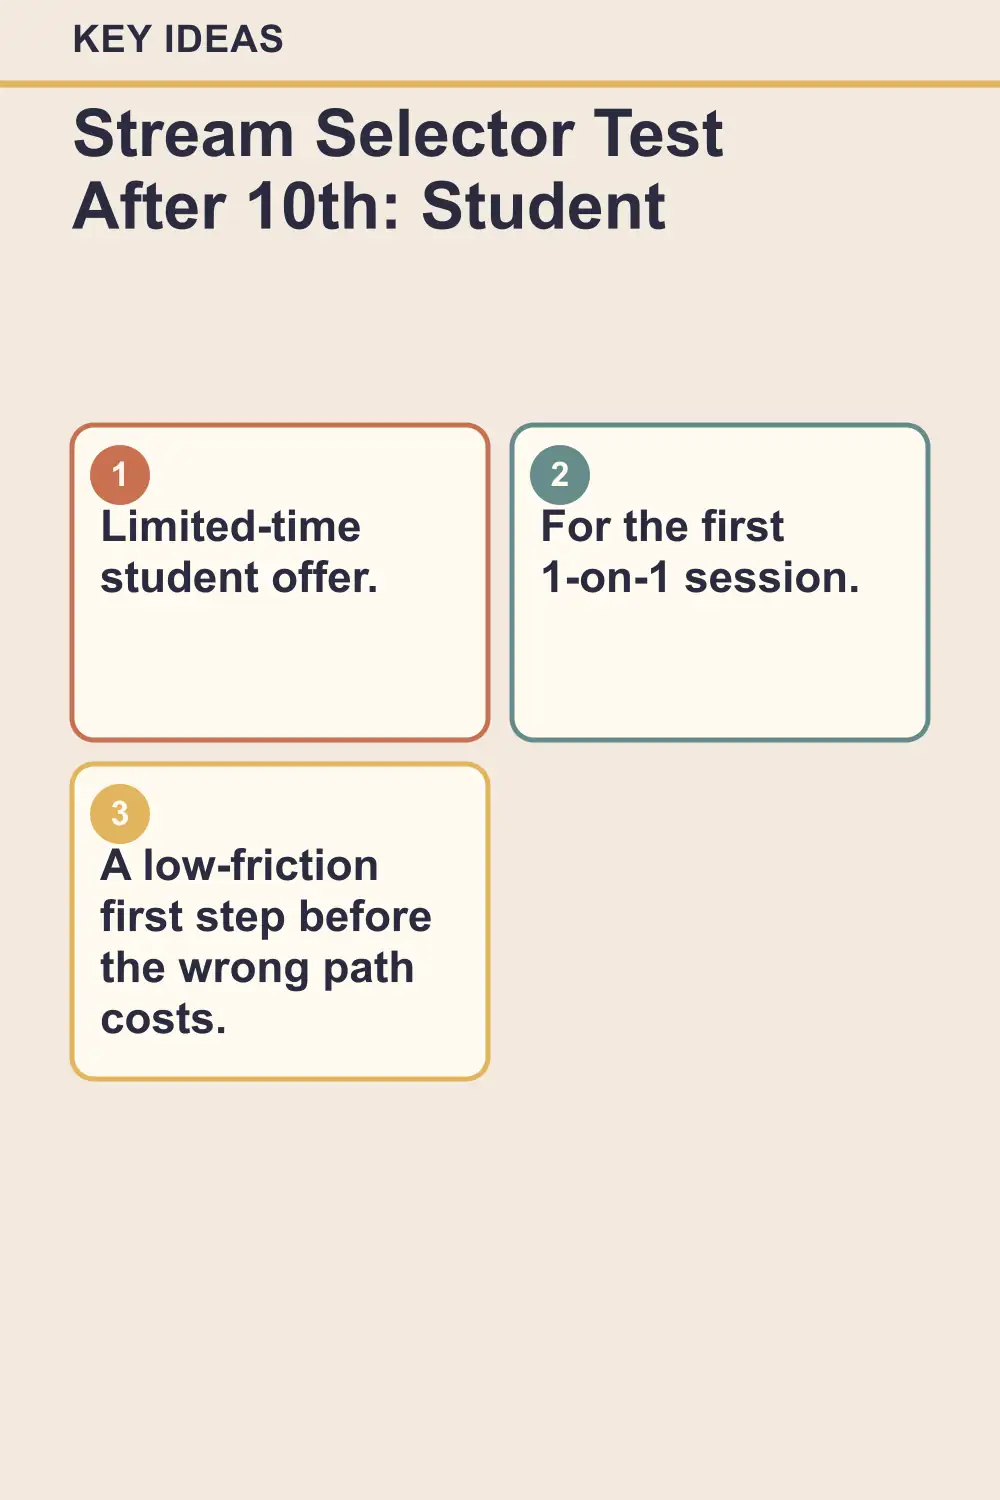 KEY IDEAS
Stream Selector Test
After 10th: Student
1
Limited-time
student offer.
2
For the first
1-on-1 session.
3
A low-friction
first step before
the wrong path
costs.